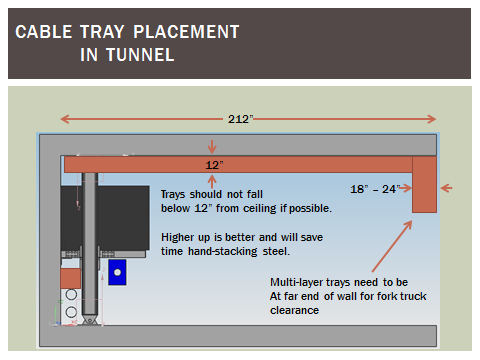 CABLE TRAY PLACEMENT
IN TUNNEL
212”
12”
Trays should not fall
below 12” from ceiling if possible.
18” – 24”
Higher up is better and will save
time hand-stacking steel.
Multi-layer trays need to be
At far end of wall for fork truck
clearance